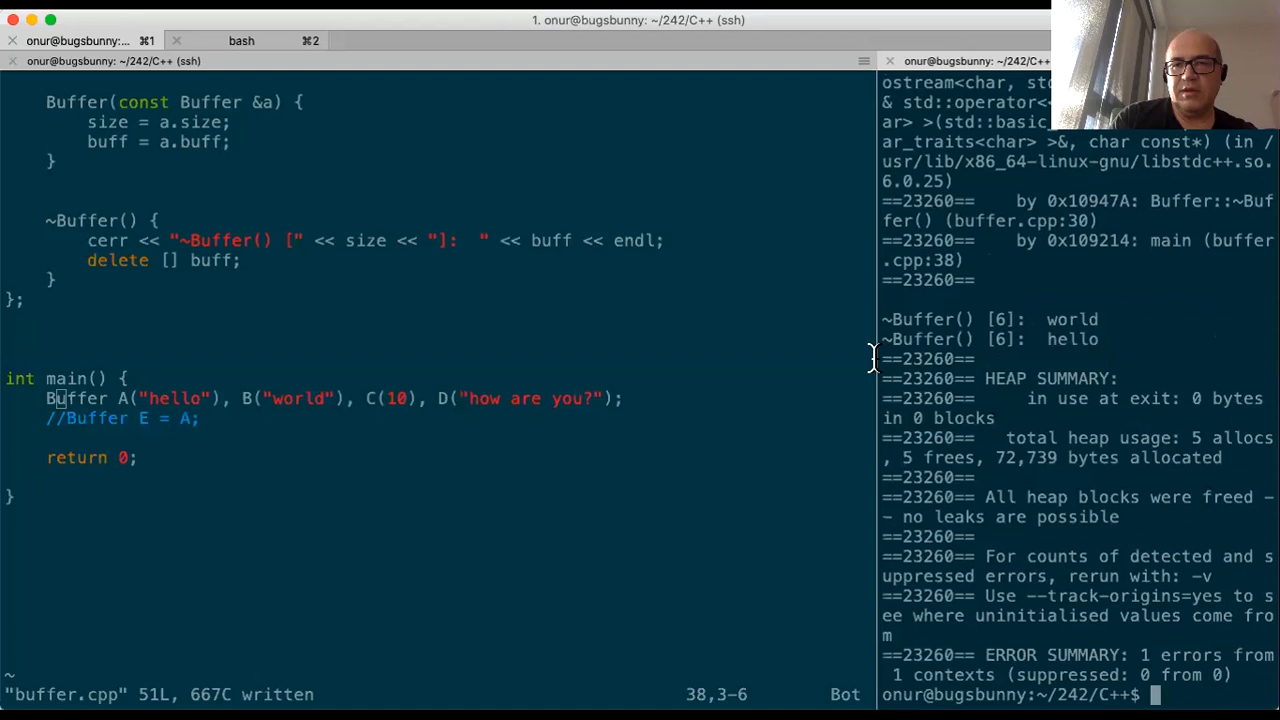 1. onur@bugsbunny: ~/242/C++ (ssh)
onur@bugsbunny:... ⌘1
bash ⌘2
onur@bugsbunny: ~/242/C++ (ssh)
Buffer(const Buffer &a) {
size = a.size;
buff = a.buff;
}
~Buffer() {
cerr << "~Buffer() [" << size << "]:  " << buff << endl;
delete [] buff;
}
};
int main() {
Buffer A("hello"), B("world"), C(10), D("how are you?");
//Buffer E = A;
return 0;
}
~
"buffer.cpp" 51L, 667C written 38,3-6 Bot
onur@bugsbunny: ~/242/C++
ostream<char, st
& std::operator<
ar> >(std::basic_
ar_traits<char> >&, char const*) (in /
usr/lib/x86_64-linux-gnu/libstdc++.so.
6.0.25)
==23260==    by 0x10947A: Buffer::~Buf
fer() (buffer.cpp:30)
==23260==    by 0x109214: main (buffer
.cpp:38)
==23260==
~Buffer() [6]:  world
~Buffer() [6]:  hello
==23260==
==23260== HEAP SUMMARY:
==23260==     in use at exit: 0 bytes
in 0 blocks
==23260==   total heap usage: 5 allocs
, 5 frees, 72,739 bytes allocated
==23260==
==23260== All heap blocks were freed -
- no leaks are possible
==23260==
==23260== For counts of detected and s
uppressed errors, rerun with: -v
==23260== Use --track-origins=yes to s
ee where uninitialised values come fro
m
==23260== ERROR SUMMARY: 1 errors from
 1 contexts (suppressed: 0 from 0)
onur@bugsbunny:~/242/C++$